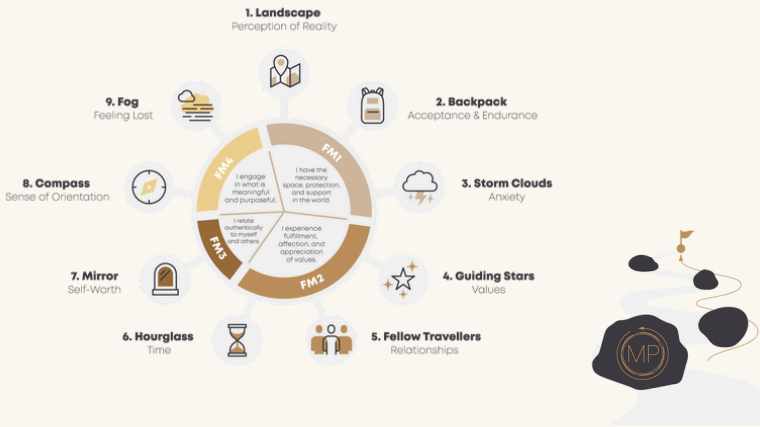 1. Landscape
Perception of Reality
9. Fog
Feeling Lost
2. Backpack
Acceptance & Endurance
8. Compass
Sense of Orientation
3. Storm Clouds
Anxiety
7. Mirror
Self-Worth
4. Guiding Stars
Values
6. Hourglass
Time
5. Fellow Travellers
Relationships
FM1
I have the
necessary
space, protection,
and support
in the world.
FM2
I experience
fulfillment,
affection, and
appreciation
of values.
FM3
I relate
authentically
to myself
and others.
FM4
I engage
in what is
meaningful
and purposeful.
MP